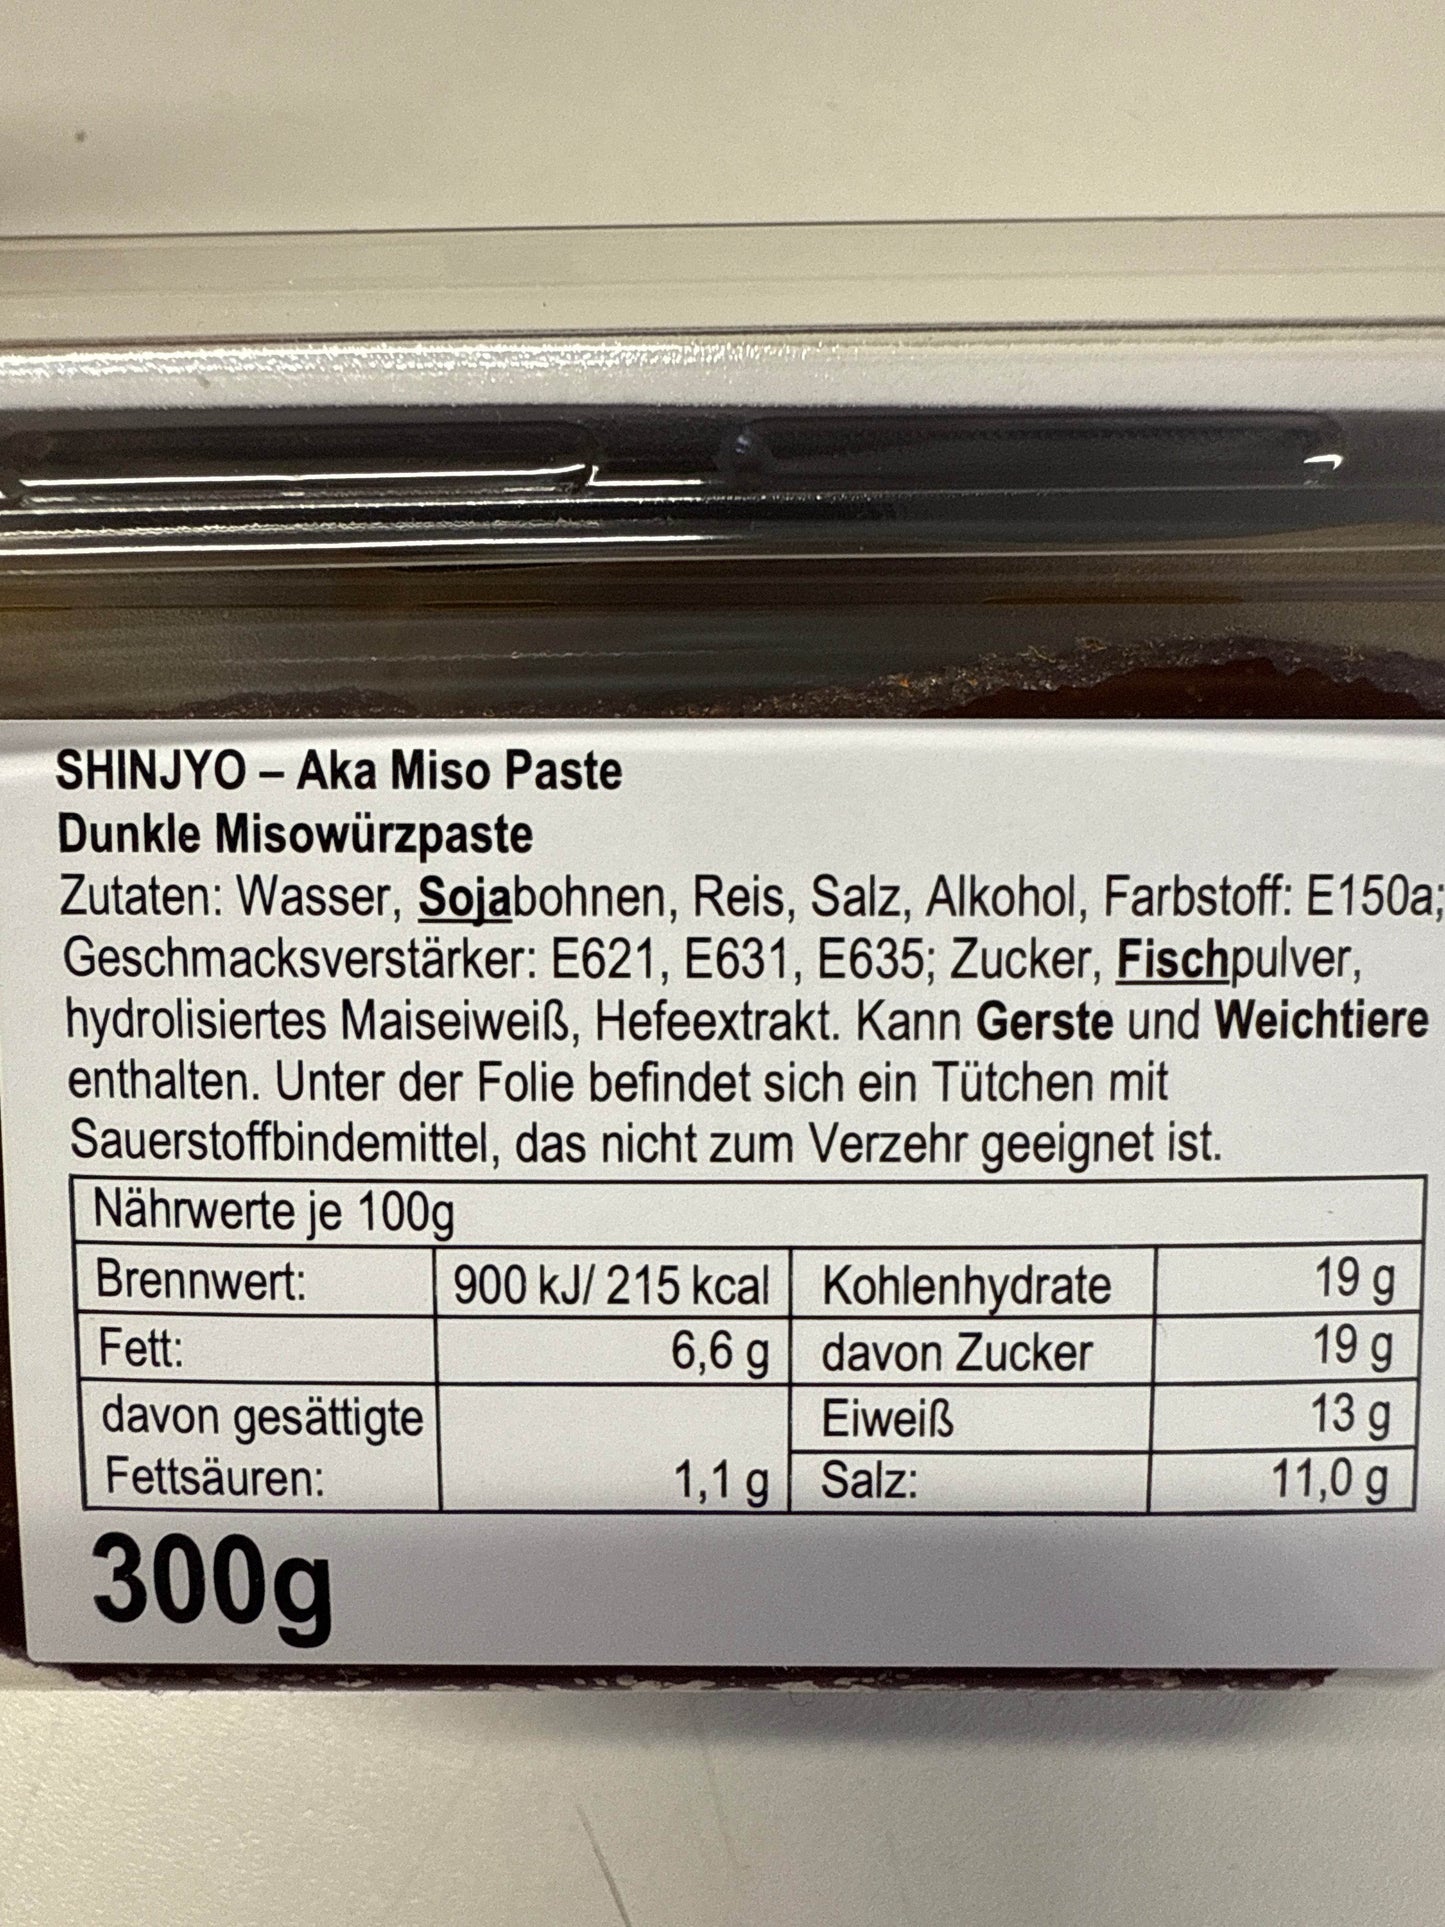 SHINJYO – Aka Miso Paste
Dunkle Misowürzpaste
Zutaten: Wasser, Sojabohnen, Reis, Salz, Alkohol, Farbstoff: E150a;
Geschmacksverstärker: E621, E631, E635; Zucker, Fischpulver,
hydrolisiertes Maiseiweiß, Hefeextrakt. Kann Gerste und Weichtiere
enthalten. Unter der Folie befindet sich ein Tütchen mit
Sauerstoffbindemittel, das nicht zum Verzehr geeignet ist.
Nährwerte je 100g
Brennwert: 900 kJ/ 215 kcal Kohlenhydrate 19 g
Fett: 6,6 g davon Zucker 19 g
davon gesättigte Eiweiß 13 g
Fettsäuren: 1,1 g Salz: 11,0 g
300g